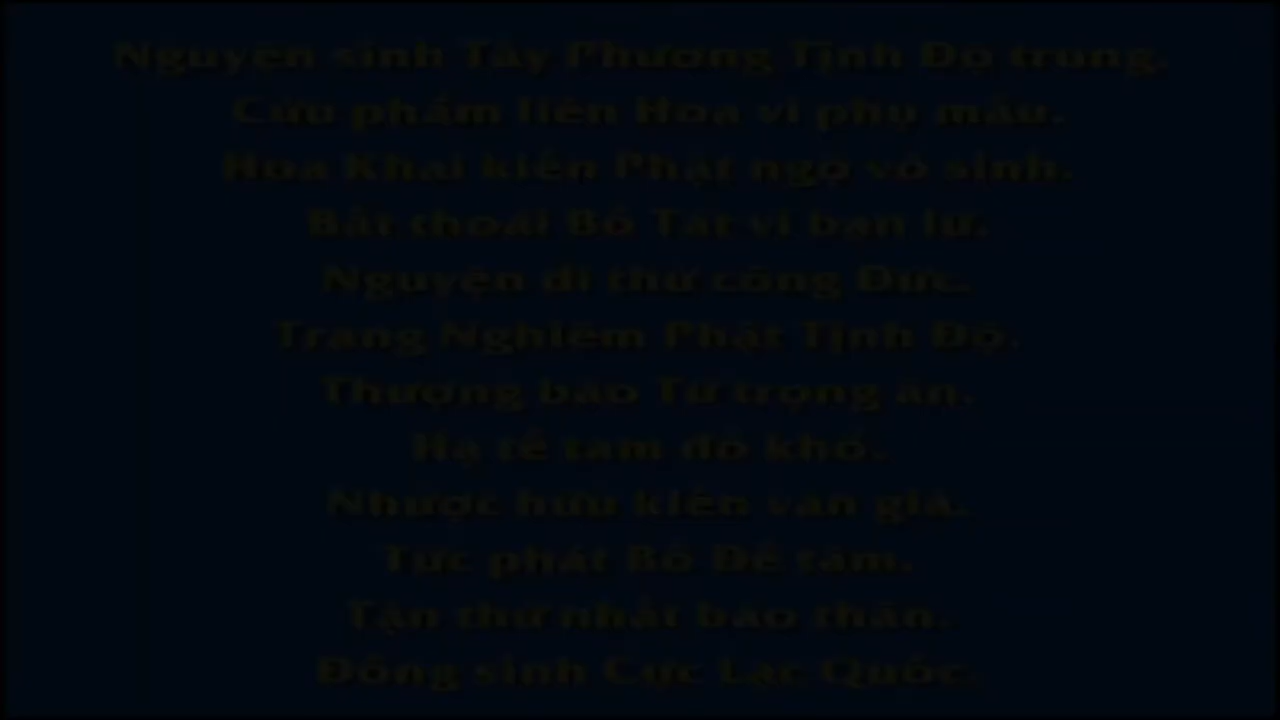 Nguyện sinh Tây Phương Tịnh Độ trung.
Cửu phẩm liên Hoa vi phụ mẫu.
Hoa Khai kiến Phật ngộ vô sinh.
Bất thoái Bồ Tát vi bạn lự.
Nguyện dĩ thử công Đức.
Trang Nghiêm Phật Tịnh Độ.
Thượng báo Tứ trọng ân.
Hạ tế tam đồ khổ.
Nhược hữu kiến văn giả.
Tức phát Bồ Đề tâm.
Tận thử nhất báo thân.
Đồng sinh Cực Lạc Quốc.